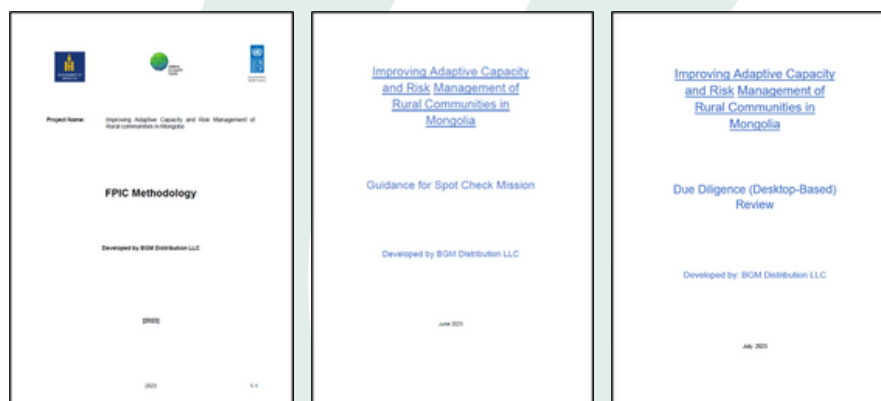 Project Name:
Improving Adaptive Capacity and Risk Management of
Rural communities in Mongolia
FPIC Methodology
Developed by BGM Distribution LLC
2023
Improving Adaptive Capacity
and Risk Management of
Rural Communities in
Mongolia
Guidance for Spot Check Mission
Developed by BGM Distribution LLC
June 2023
Improving Adaptive Capacity
and Risk Management of
Rural Communities in
Mongolia
Due Diligence (Desktop-Based)
Review
Developed by: BGM Distribution LLC
July 2023